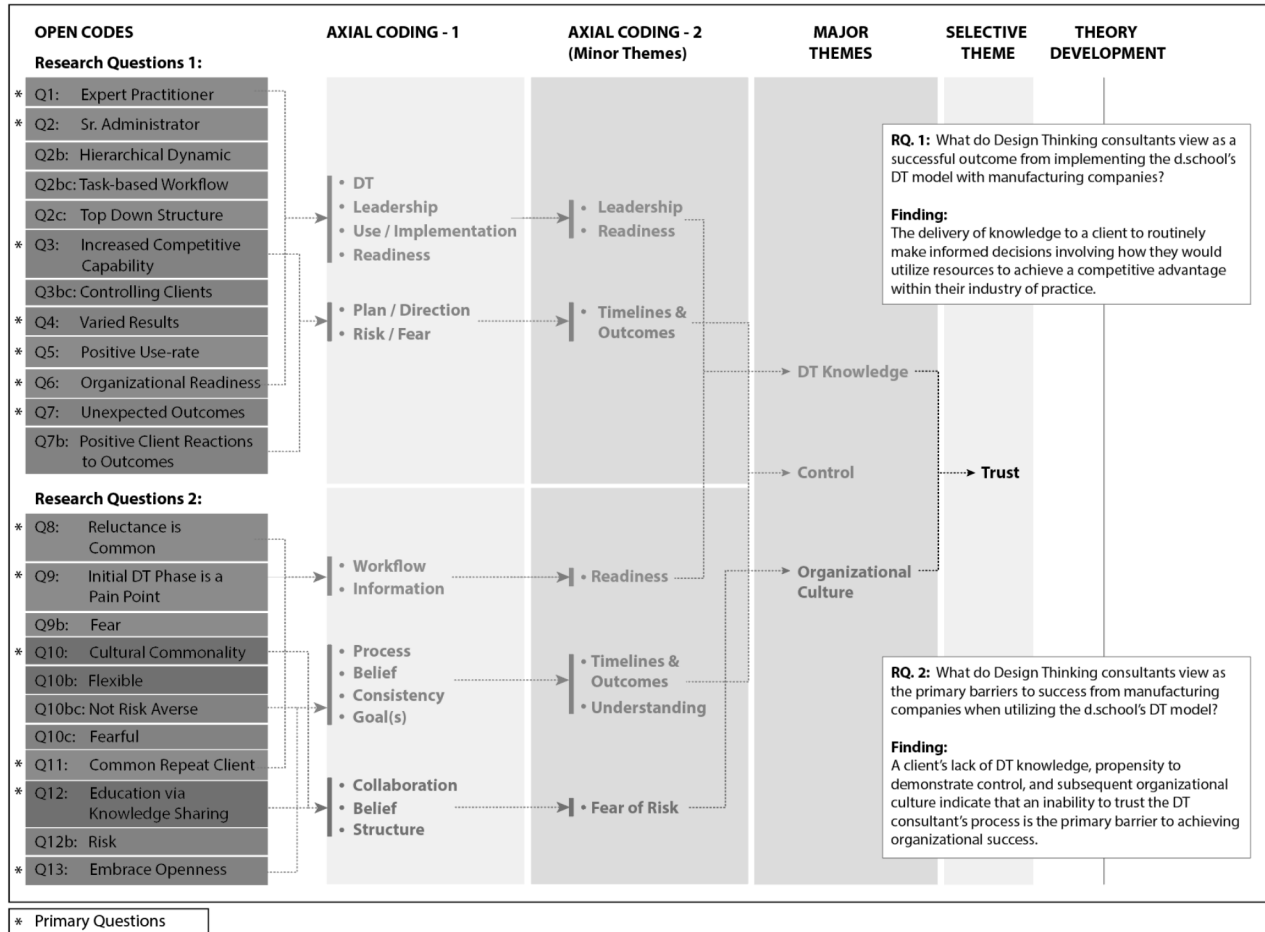 OPEN CODES
AXIAL CODING - 1
AXIAL CODING - 2
(Minor Themes)
MAJOR
THEMES
SELECTIVE
THEME
THEORY
DEVELOPMENT
Research Questions 1:
* Q1: Expert Practitioner
* Q2: Sr. Administrator
Q2b: Hierarchical Dynamic
Q2bc: Task-based Workflow
Q2c: Top Down Structure
* Q3: Increased Competitive
Capability
Q3bc: Controlling Clients
* Q4: Varied Results
* Q5: Positive Use-rate
* Q6: Organizational Readiness
* Q7: Unexpected Outcomes
Q7b: Positive Client Reactions
to Outcomes
Research Questions 2:
* Q8: Reluctance is
Common
* Q9: Initial DT Phase is a
Pain Point
Q9b: Fear
* Q10: Cultural Commonality
Q10b: Flexible
Q10bc: Not Risk Averse
Q10c: Fearful
* Q11: Common Repeat Client
* Q12: Education via
Knowledge Sharing
Q12b: Risk
* Q13: Embrace Openness
• DT
• Leadership
• Use / Implementation
• Readiness
• Plan / Direction
• Risk / Fear
• Workflow
• Information
• Process
• Belief
• Consistency
• Goal(s)
• Collaboration
• Belief
• Structure
• Leadership
• Readiness
• Timelines &
Outcomes
• Readiness
• Timelines &
Outcomes
• Understanding
• Fear of Risk
DT Knowledge
Control
Organizational
Culture
Trust
RQ. 1: What do Design Thinking consultants view as a
successful outcome from implementing the d.school's
DT model with manufacturing companies?
Finding:
The delivery of knowledge to a client to routinely
make informed decisions involving how they would
utilize resources to achieve a competitive advantage
within their industry of practice.
RQ. 2: What do Design Thinking consultants view as
the primary barriers to success from manufacturing
companies when utilizing the d.school's DT model?
Finding:
A client's lack of DT knowledge, propensity to
demonstrate control, and subsequent organizational
culture indicate that an inability to trust the DT
consultant's process is the primary barrier to achieving
organizational success.
* Primary Questions